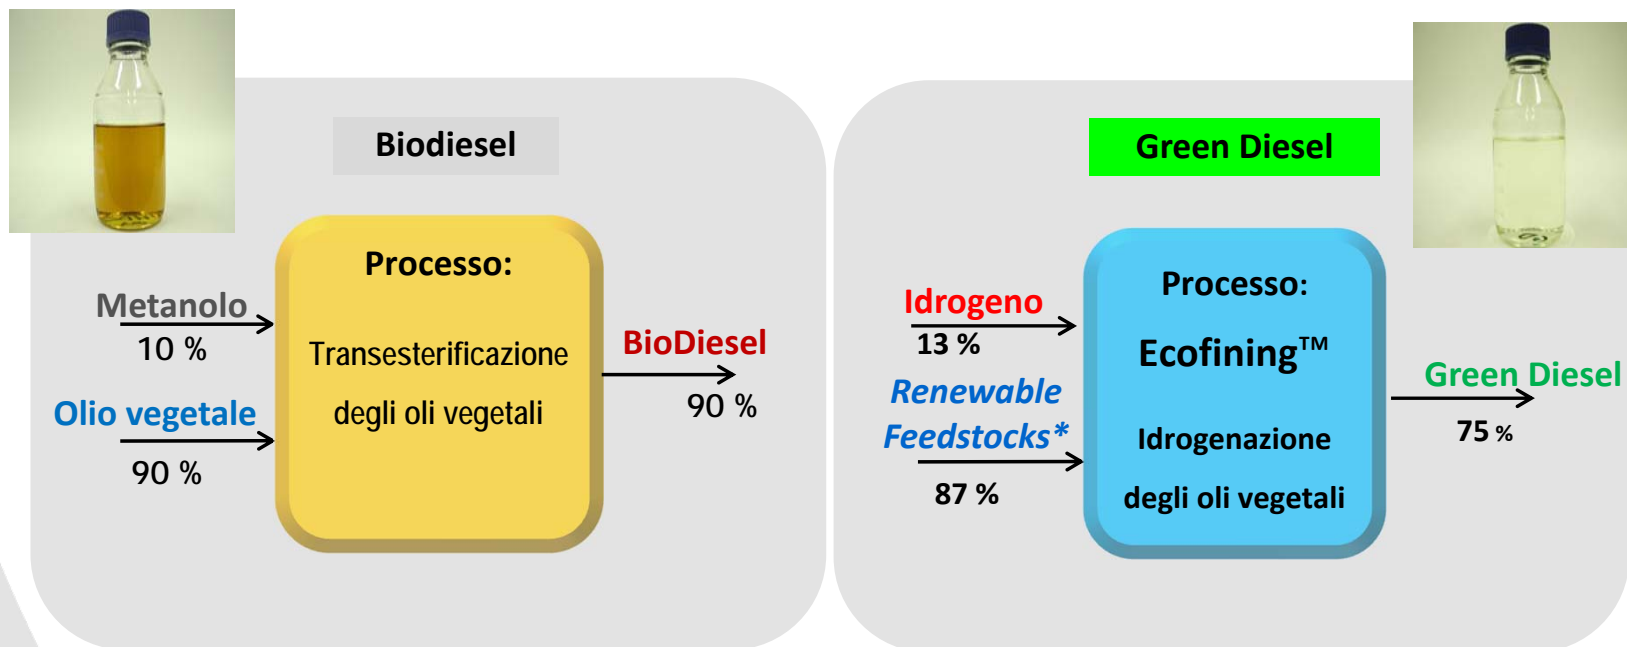 Biodiesel
Processo:
Metanolo
10 %
Transesterificazione
degli oli vegetali
Olio vegetale
90 %
BioDiesel
90 %
Green Diesel
Processo:
Idrogeno
13 %
Ecofining™
Renewable
Feedstocks*
87 %
Idrogenazione
degli oli vegetali
Green Diesel
75 %